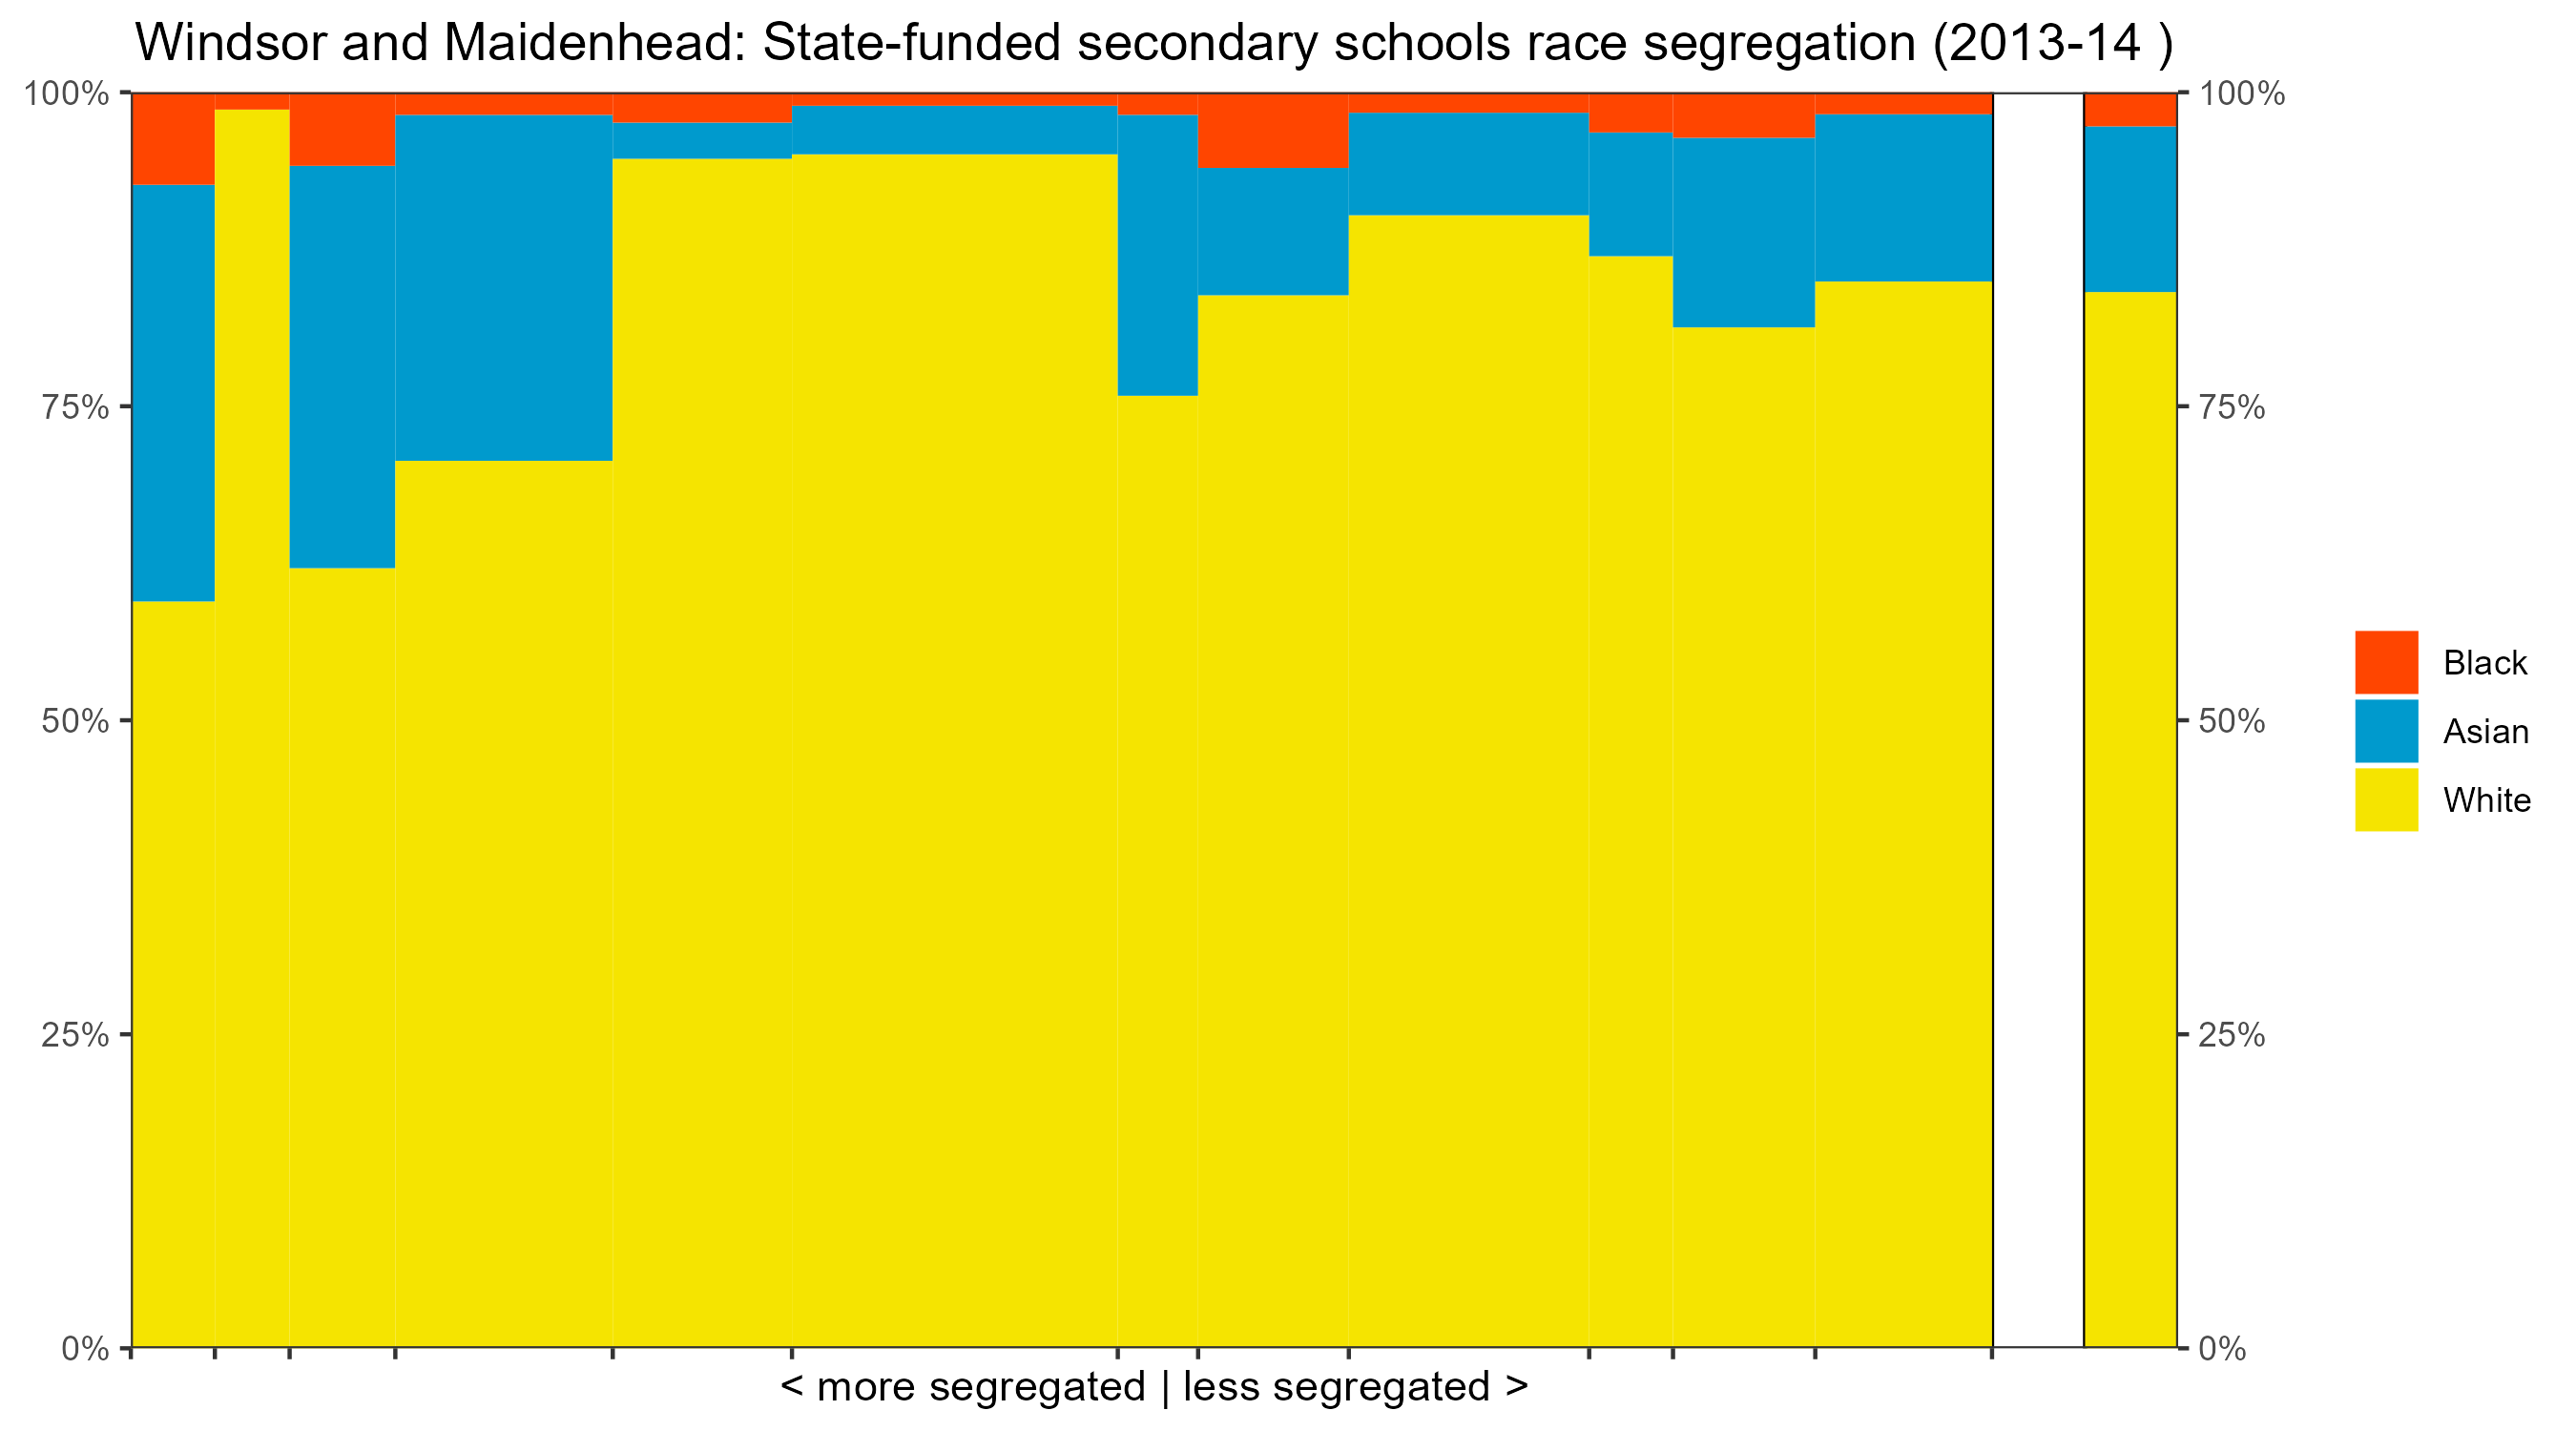 Windsor and Maidenhead: State-funded secondary schools race segregation (2013-14 )
100%
100%
75%
75%
50%
50%
25%
25%
0%
0%
Black
Asian
White
< more segregated | less segregated >